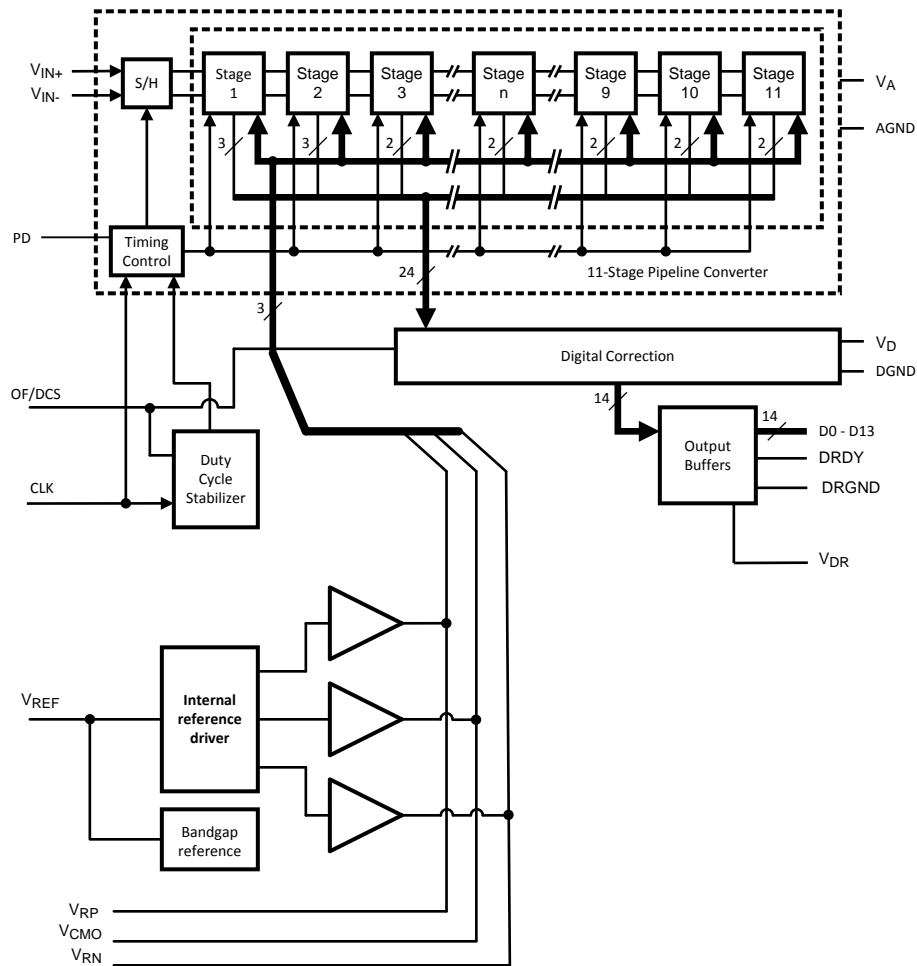 VIN+
VIN-
S/H
Stage
1
Stage
2
Stage
3
Stage
n
Stage
9
Stage
10
Stage
11
VA
AGND
3
3
2
2
2
2
2
PD
Timing
Control
11-Stage Pipeline Converter
24
3
Digital Correction
VD
DGND
OF/DCS
14
14
D0 - D13
Output
Buffers
DRDY
DRGND
Duty
Cycle
Stabilizer
CLK
VDR
VREF
Internal
reference
driver
Bandgap
reference
VRP
VCMO
VRN